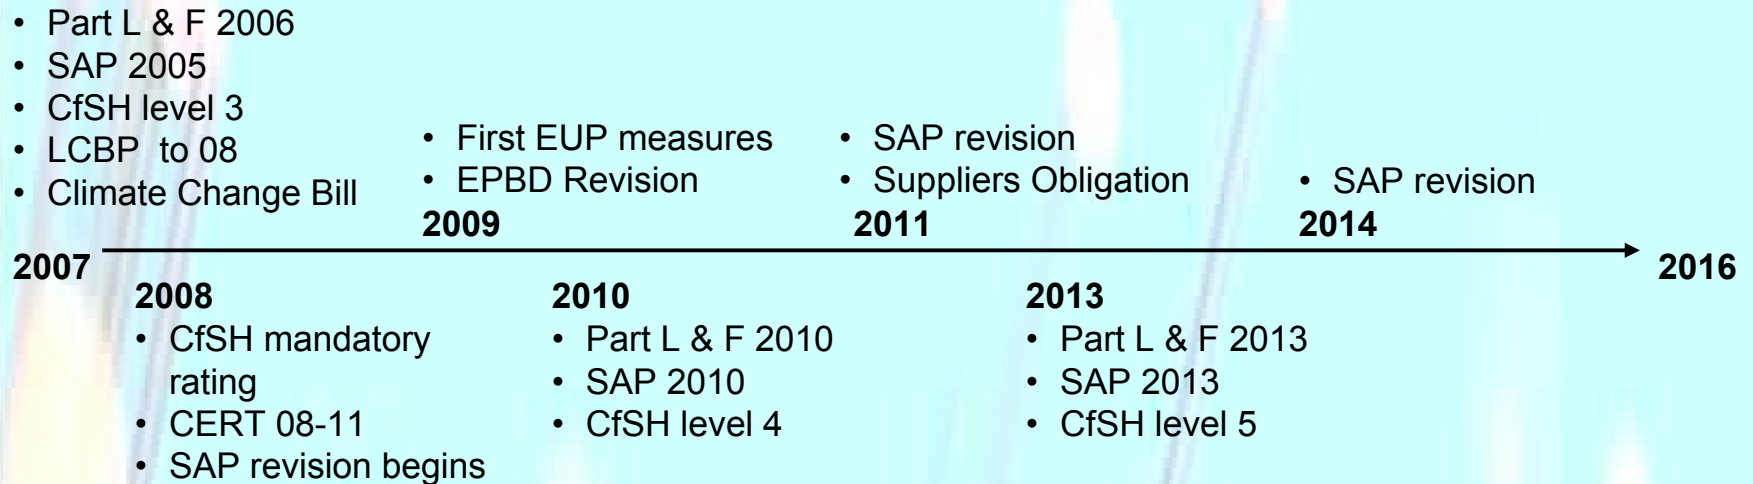 • Part L & F 2006
• SAP 2005
• CfSH level 3
• LCBP to 08
• Climate Change Bill
• First EUP measures
• EPBD Revision
2009
• SAP revision
• Suppliers Obligation
2011
• SAP revision
2014
2007
2016
2008
• CfSH mandatory
rating
• CERT 08-11
• SAP revision begins
2010
• Part L & F 2010
• SAP 2010
• CfSH level 4
2013
• Part L & F 2013
• SAP 2013
• CfSH level 5